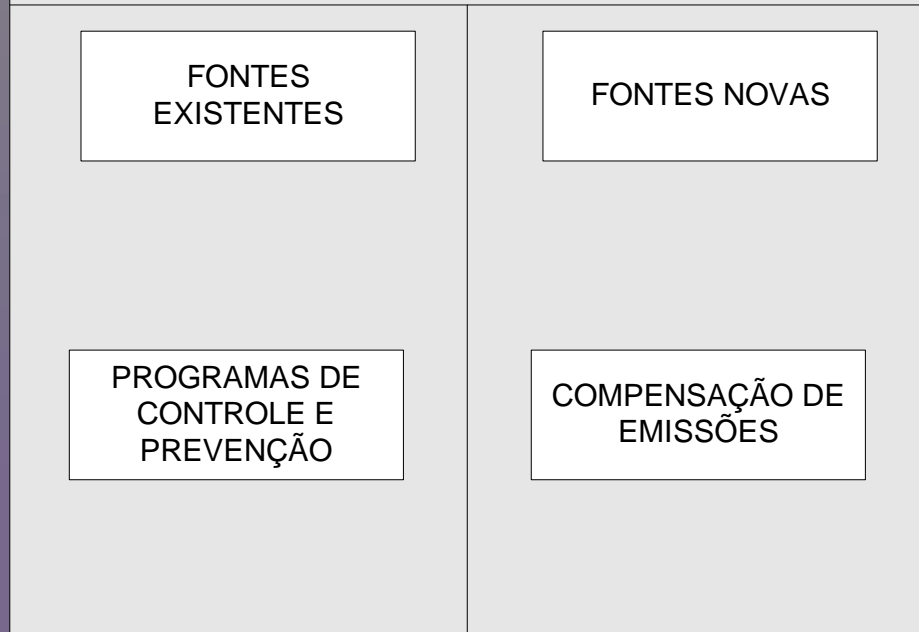 FONTES
EXISTENTES
FONTES NOVAS
PROGRAMAS DE
CONTROLE E
PREVENÇÃO
COMPENSAÇÃO DE
EMISSÕES